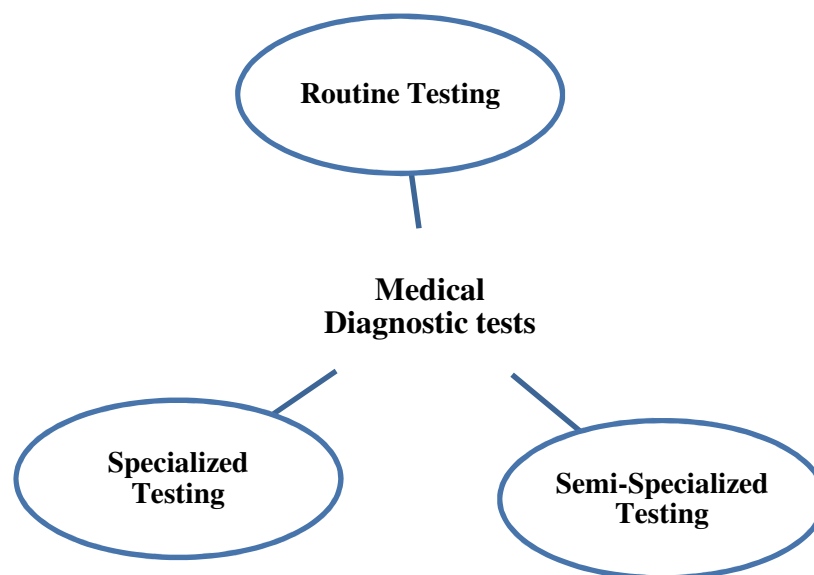 Routine Testing
Medical
Diagnostic tests
Specialized
Testing
Semi-Specialized
Testing